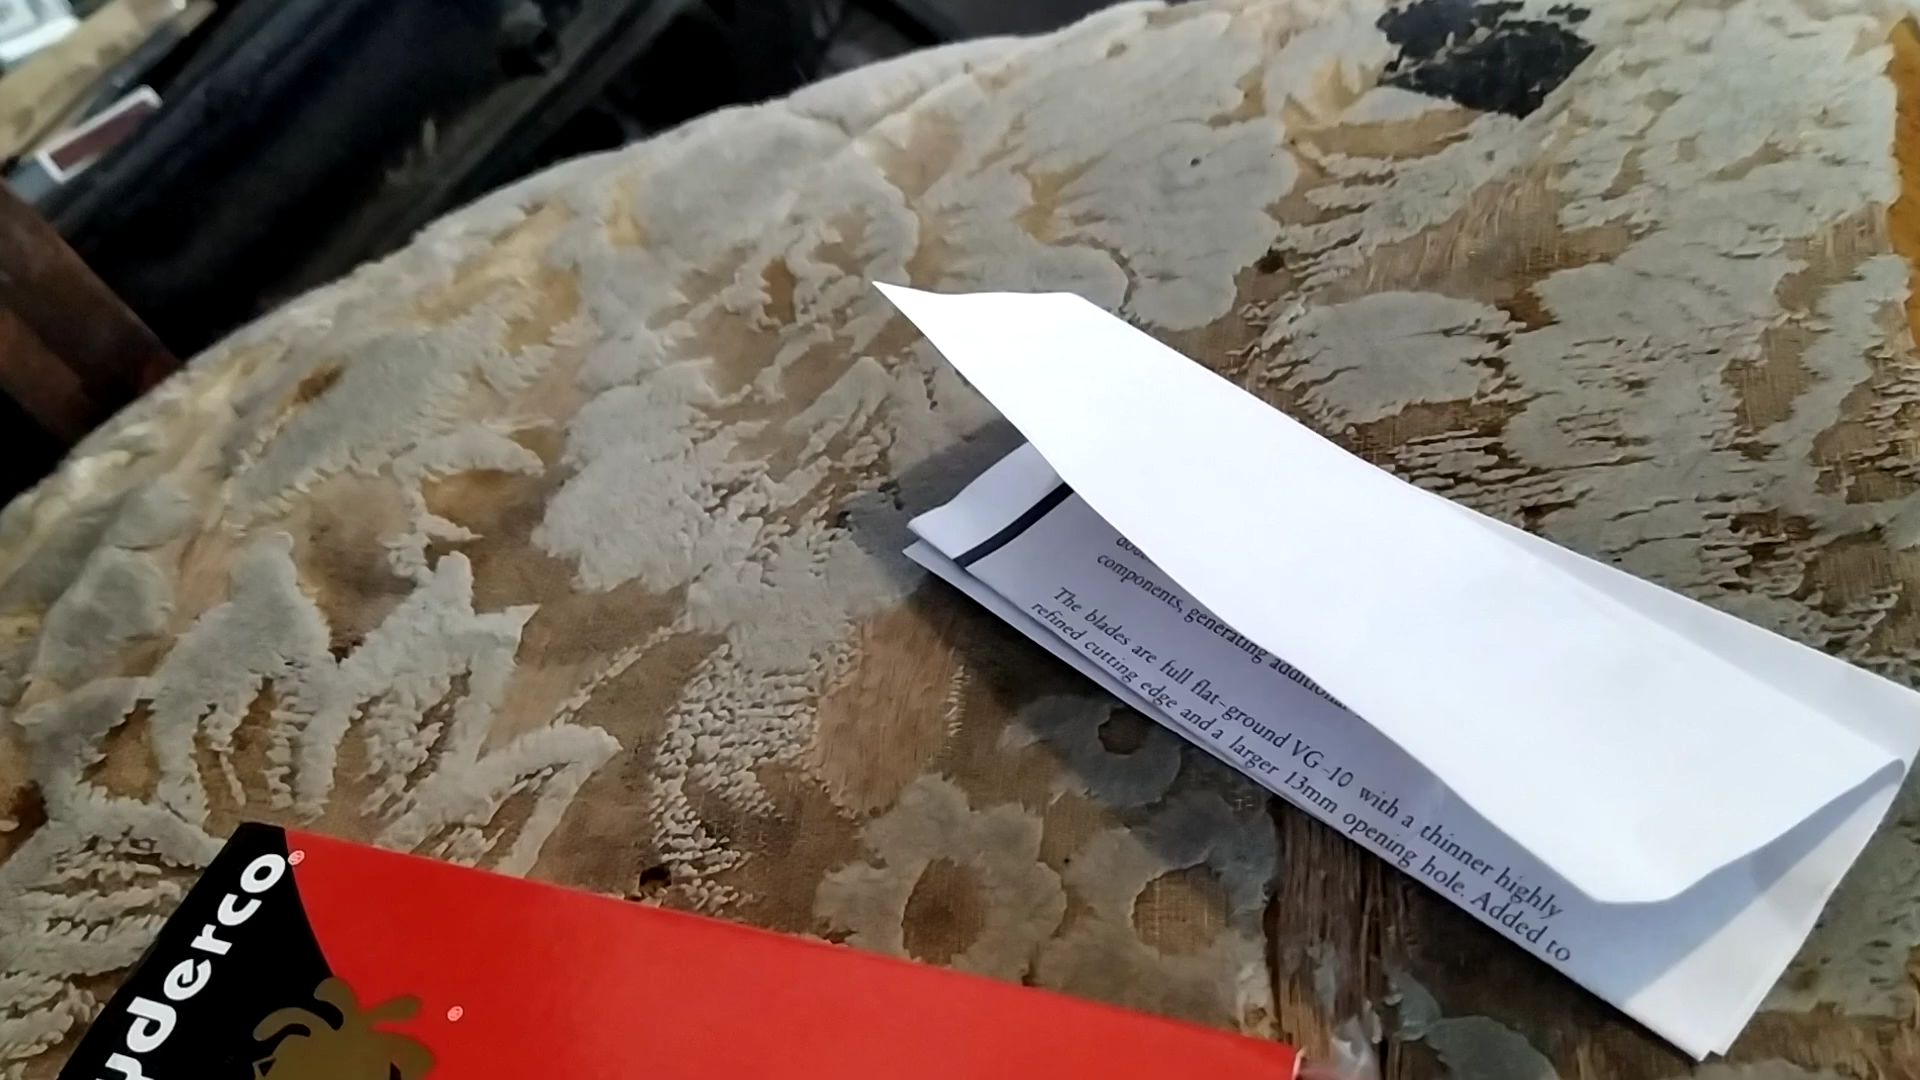 components, generating additional
The blades are full flat-ground VG-10 with a thinner highly
refined cutting edge and a larger 13mm opening hole. Added to
yderco®